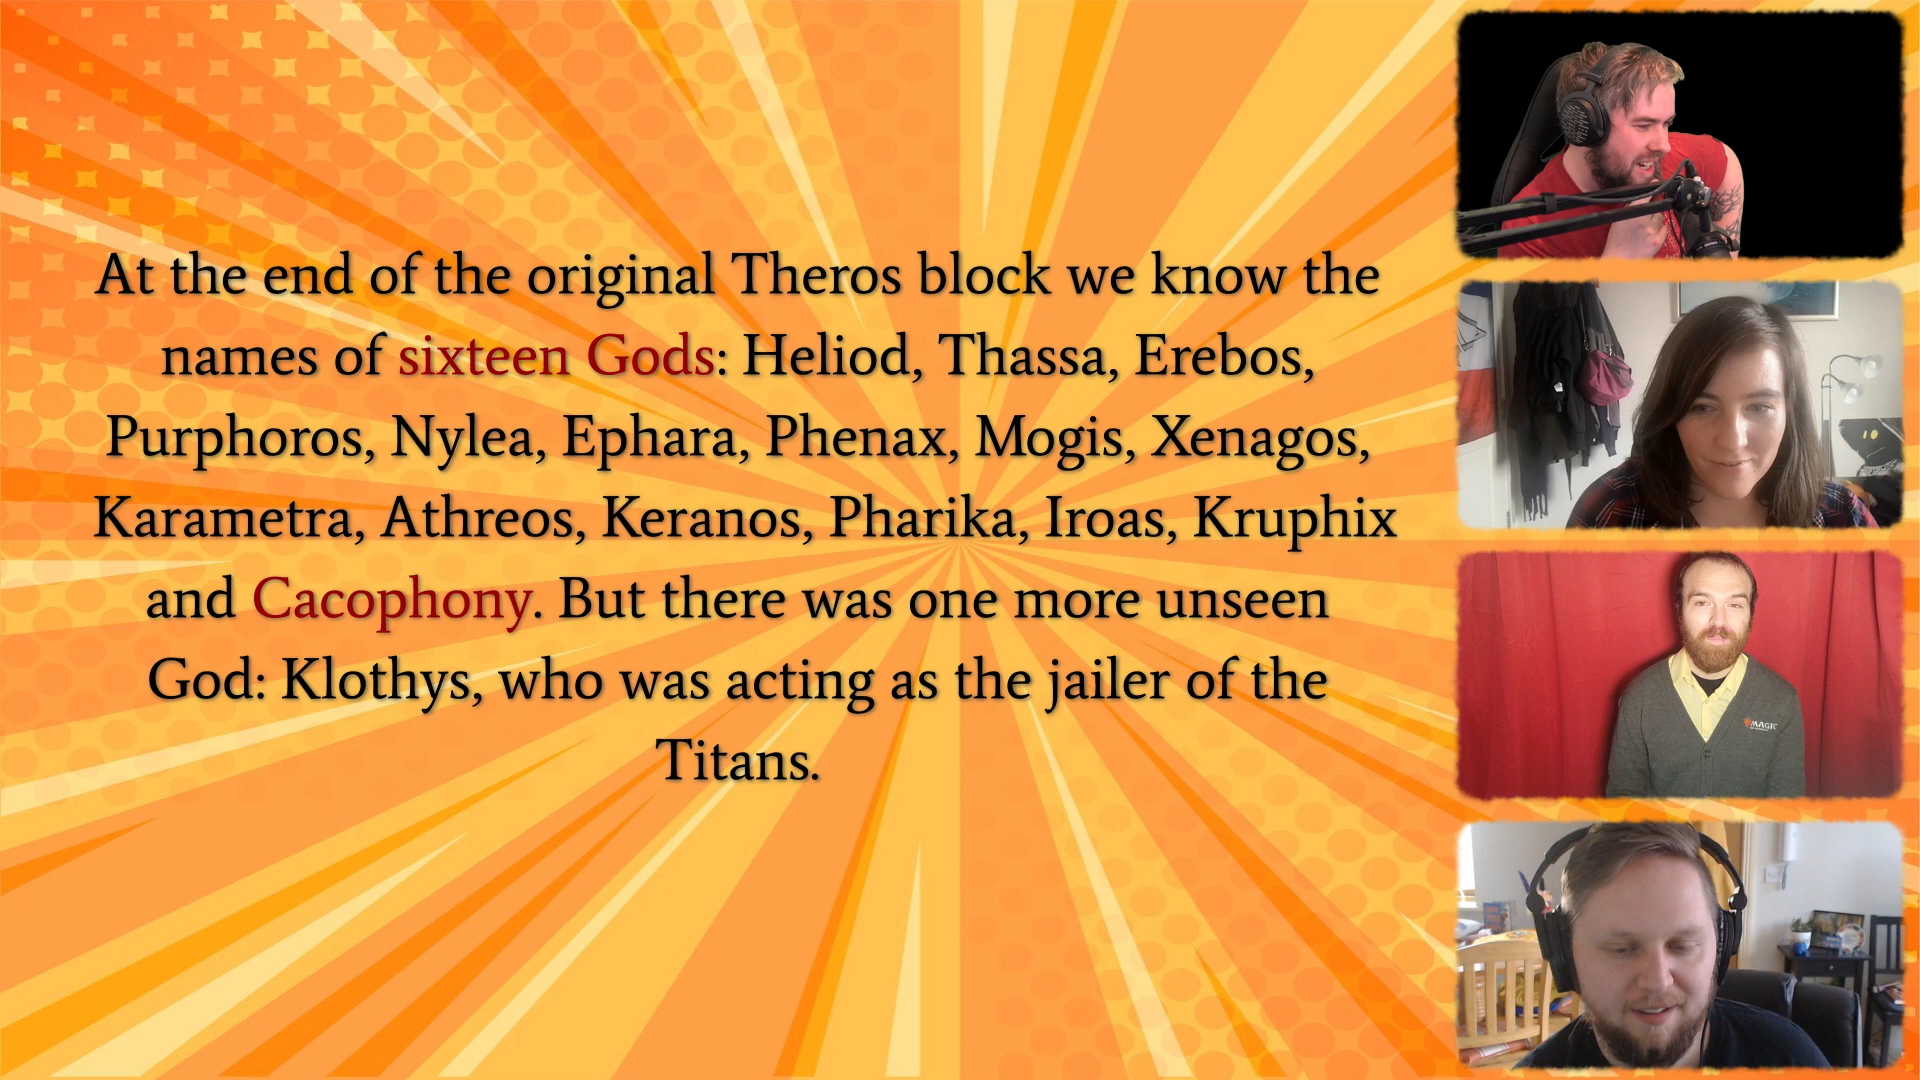 At the end of the original Theros block we know the
names of sixteen Gods: Heliod, Thassa, Erebos,
Purphoros, Nylea, Ephara, Phenax, Mogis, Xenagos,
Karametra, Athreos, Keranos, Pharika, Iroas, Kruphix
and Cacophony. But there was one more unseen
God: Klothys, who was acting as the jailer of the
Titans.
MAGIC